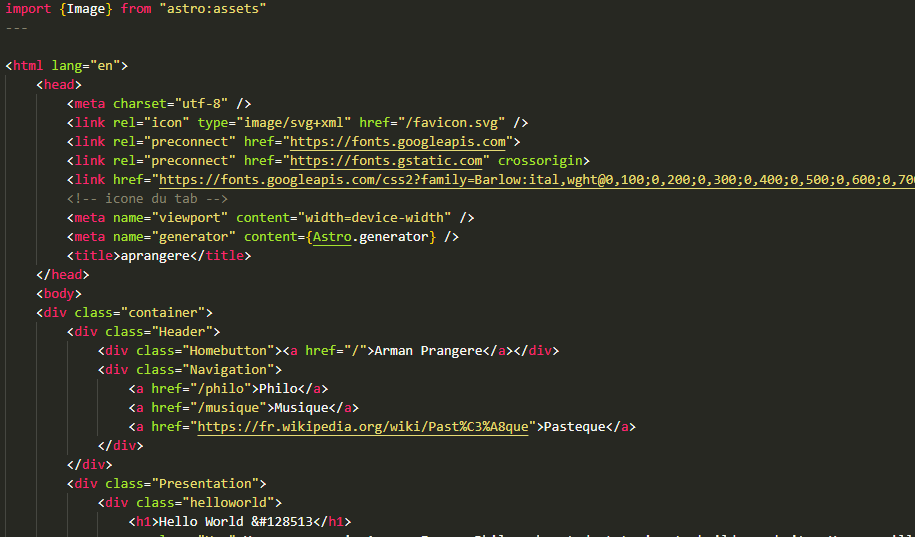 import {Image} from "astro:assets"
---
<html lang="en">
<head>
<meta charset="utf-8" />
<link rel="icon" type="image/svg+xml" href="/favicon.svg" />
<link rel="preconnect" href="https://fonts.googleapis.com">
<link rel="preconnect" href="https://fonts.gstatic.com" crossorigin>
<link href="https://fonts.googleapis.com/css2?family=Barlow:ital,wght@0,100;0,200;0,300;0,400;0,500;0,600;0,70
<!-- icone du tab -->
<meta name="viewport" content="width=device-width" />
<meta name="generator" content={Astro.generator} />
<title>aprangere</title>
</head>
<body>
<div class="container">
<div class="Header">
<div class="Homebutton"><a href="/">Arman Prangere</a></div>
<div class="Navigation">
<a href="/philo">Philo</a>
<a href="/musique">Musique</a>
<a href="https://fr.wikipedia.org/wiki/Past%C3%A8que">Pasteque</a>
</div>
</div>
<div class="Presentation">
<div class="helloworld">
<h1>Hello World &#128513</h1>